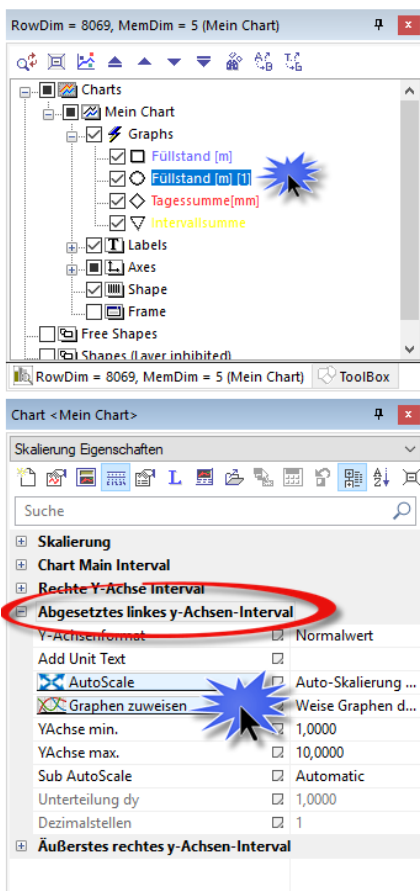 RowDim = 8069, MemDim = 5 (Mein Chart)
Charts
Mein Chart
Graphs
Füllstand [m]
Füllstand [m] [1]
Tagessumme[mm]
Intervallsumme
Labels
Axes
Shape
Frame
Free Shapes
Shapes (Layer inhibited)
RowDim = 8069, MemDim = 5 (Mein Chart) ToolBox
Chart <Mein Chart>
Skalierung Eigenschaften
Suche
Skalierung
Chart Main Interval
Rechte Y-Achse Interval
Abgesetztes linkes y-Achsen-Interval
Y-Achsenformat Normalwert
Add Unit Text
AutoScale Auto-Skalierung ...
Graphen zuweisen Weise Graphen d...
YAchse min. 1,0000
YAchse max. 10,0000
Sub AutoScale Automatic
Unterteilung dy 1,0000
Dezimalstellen 1
Äußerstes rechtes y-Achsen-Interval